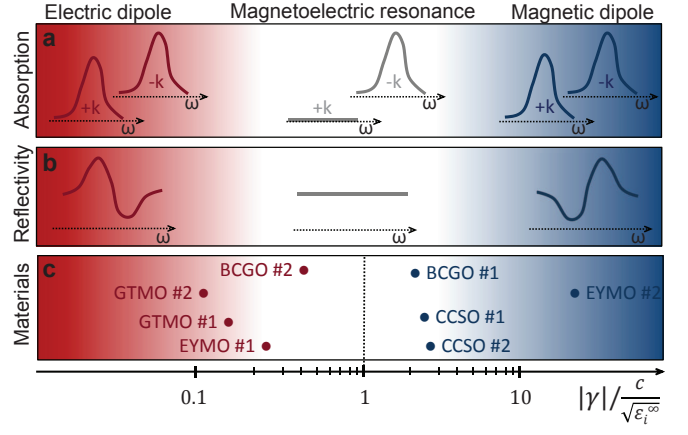 Electric dipole Magnetoelectric resonance Magnetic dipole
Absorption
a
+k -k ω ω
+k -k ω ω
+k -k ω ω
Reflectivity
b
ω ω ω
Materials
c
BCGO #2 BCGO #1
GTMO #2 EYMO #2
GTMO #1 CCSO #1
EYMO #1 CCSO #2
0.1 1 10
|γ|/ c/√εᵢ^∞